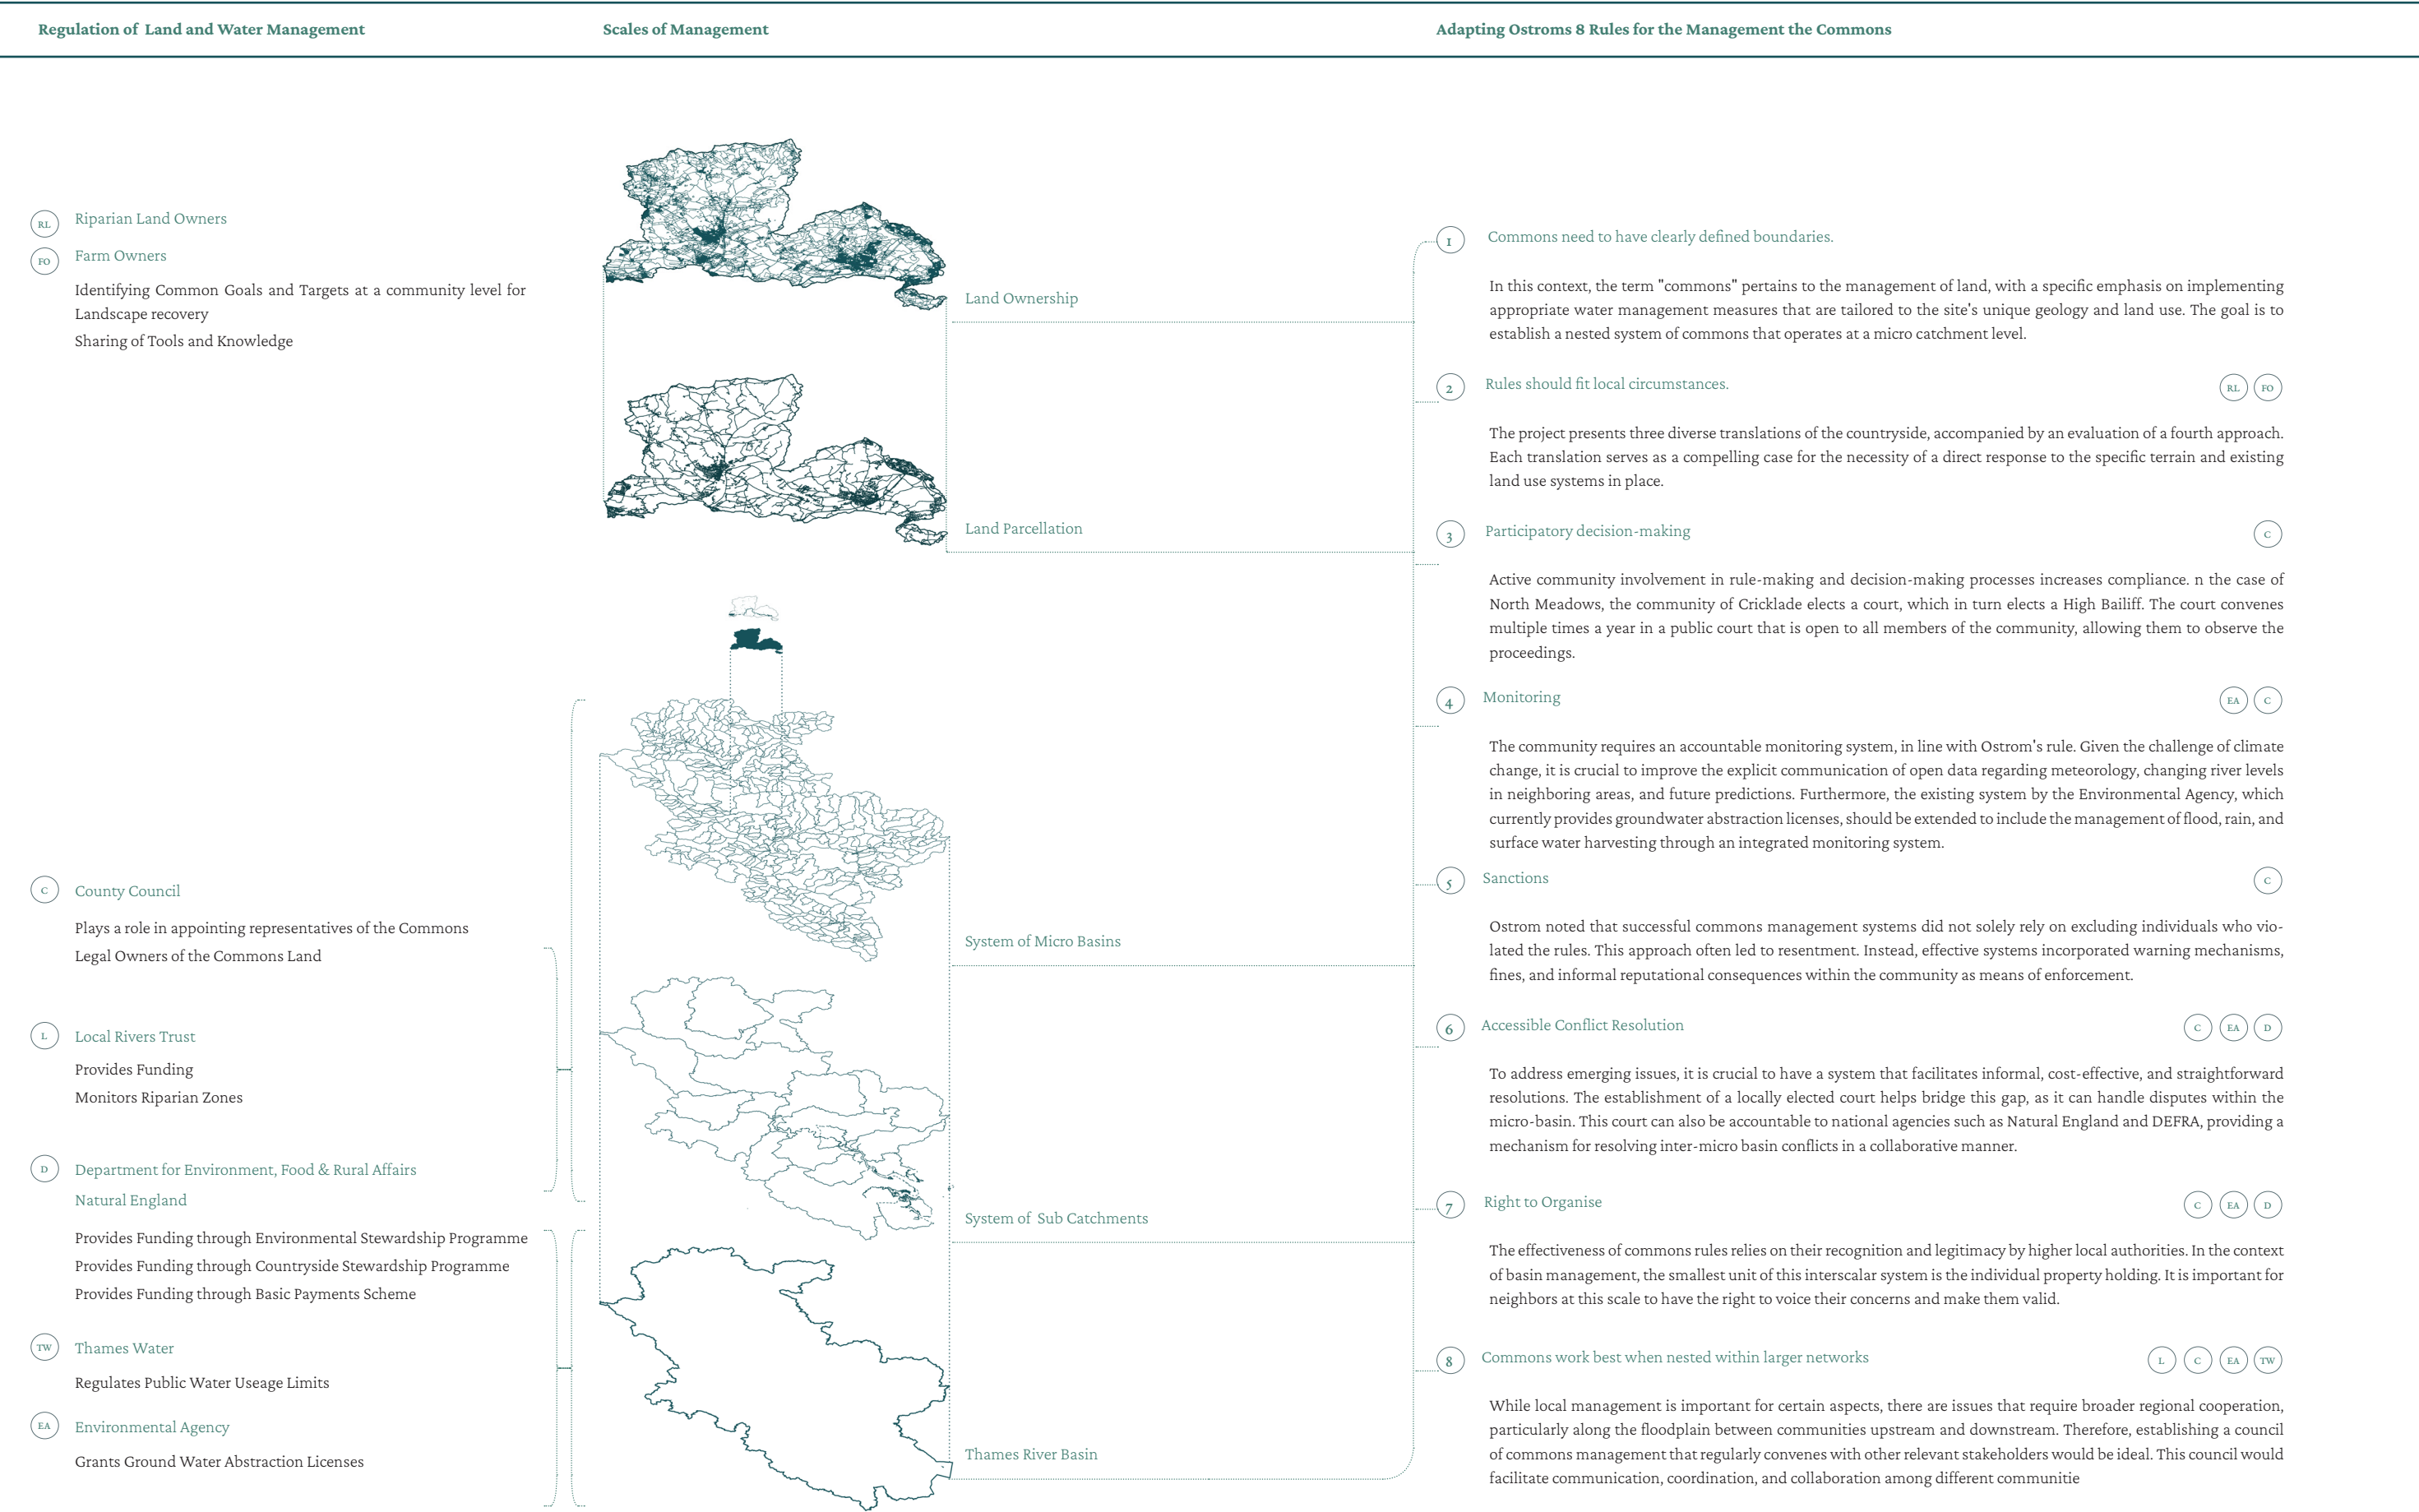 Regulation of Land and Water Management
Scales of Management
Adapting Ostroms 8 Rules for the Management the Commons
RL
Riparian Land Owners
FO
Farm Owners
Identifying Common Goals and Targets at a community level for
Landscape recovery
Sharing of Tools and Knowledge
C
County Council
Plays a role in appointing representatives of the Commons
Legal Owners of the Commons Land
L
Local Rivers Trust
Provides Funding
Monitors Riparian Zones
D
Department for Environment, Food & Rural Affairs
Natural England
Provides Funding through Environmental Stewardship Programme
Provides Funding through Countryside Stewardship Programme
Provides Funding through Basic Payments Scheme
TW
Thames Water
Regulates Public Water Useage Limits
EA
Environmental Agency
Grants Ground Water Abstraction Licenses
Land Ownership
Land Parcellation
System of Micro Basins
System of Sub Catchments
Thames River Basin
1
Commons need to have clearly defined boundaries.
In this context, the term "commons" pertains to the management of land, with a specific emphasis on implementing
appropriate water management measures that are tailored to the site's unique geology and land use. The goal is to
establish a nested system of commons that operates at a micro catchment level.
2
Rules should fit local circumstances.
RL FO
The project presents three diverse translations of the countryside, accompanied by an evaluation of a fourth approach.
Each translation serves as a compelling case for the necessity of a direct response to the specific terrain and existing
land use systems in place.
3
Participatory decision-making
C
Active community involvement in rule-making and decision-making processes increases compliance. n the case of
North Meadows, the community of Cricklade elects a court, which in turn elects a High Bailiff. The court convenes
multiple times a year in a public court that is open to all members of the community, allowing them to observe the
proceedings.
4
Monitoring
EA C
The community requires an accountable monitoring system, in line with Ostrom's rule. Given the challenge of climate
change, it is crucial to improve the explicit communication of open data regarding meteorology, changing river levels
in neighboring areas, and future predictions. Furthermore, the existing system by the Environmental Agency, which
currently provides groundwater abstraction licenses, should be extended to include the management of flood, rain, and
surface water harvesting through an integrated monitoring system.
5
Sanctions
C
Ostrom noted that successful commons management systems did not solely rely on excluding individuals who vio-
lated the rules. This approach often led to resentment. Instead, effective systems incorporated warning mechanisms,
fines, and informal reputational consequences within the community as means of enforcement.
6
Accessible Conflict Resolution
C EA D
To address emerging issues, it is crucial to have a system that facilitates informal, cost-effective, and straightforward
resolutions. The establishment of a locally elected court helps bridge this gap, as it can handle disputes within the
micro-basin. This court can also be accountable to national agencies such as Natural England and DEFRA, providing a
mechanism for resolving inter-micro basin conflicts in a collaborative manner.
7
Right to Organise
C EA D
The effectiveness of commons rules relies on their recognition and legitimacy by higher local authorities. In the context
of basin management, the smallest unit of this interscalar system is the individual property holding. It is important for
neighbors at this scale to have the right to voice their concerns and make them valid.
8
Commons work best when nested within larger networks
L C EA TW
While local management is important for certain aspects, there are issues that require broader regional cooperation,
particularly along the floodplain between communities upstream and downstream. Therefore, establishing a council
of commons management that regularly convenes with other relevant stakeholders would be ideal. This council would
facilitate communication, coordination, and collaboration among different communitie